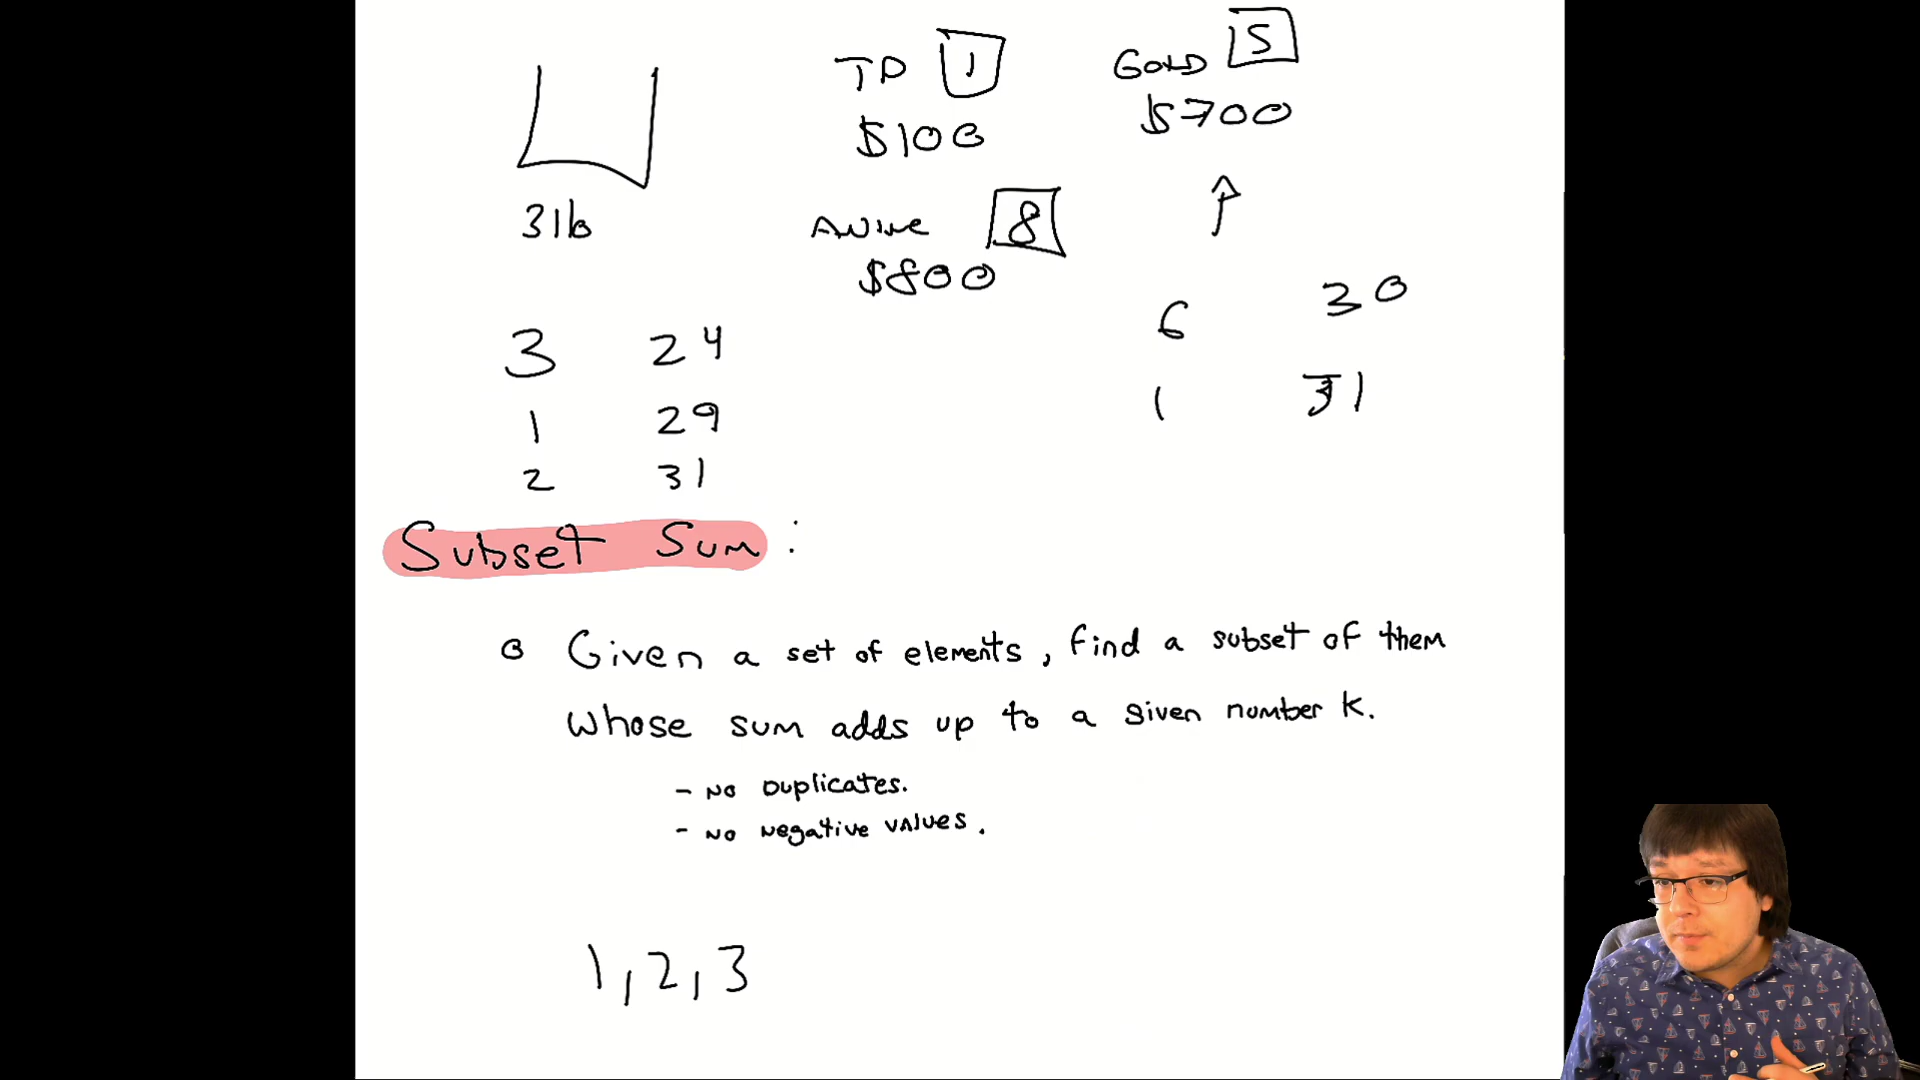 TP 1
$100
GOLD 5
$700
31b
ANIME 8
$800
3 24
1 29
2 31
6 30
1 31
Subset Sum:
Given a set of elements, find a subset of them
whose sum adds up to a given number k.
- NO Duplicates.
- NO negative values.
1, 2, 3